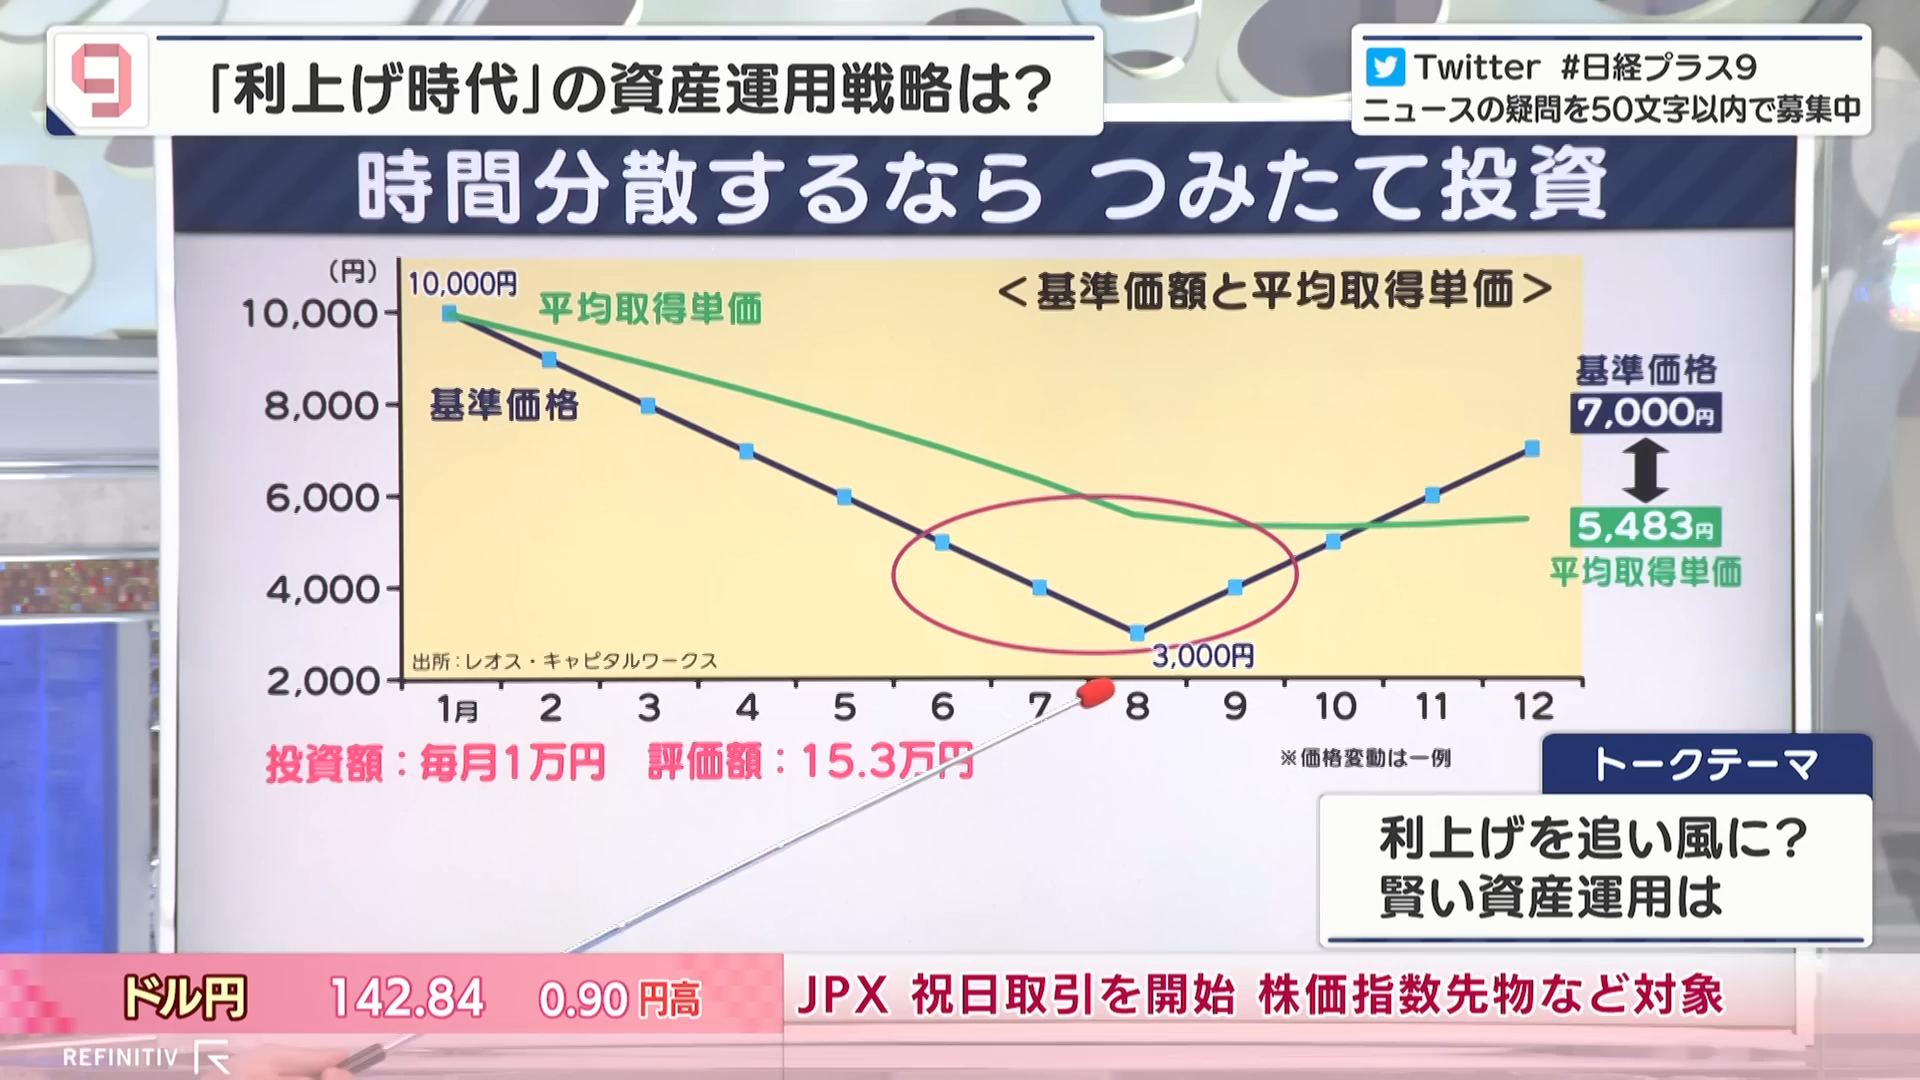 9
「利上げ時代」の資産運用戦略は?
Twitter #日経プラス9
ニュースの疑問を50文字以内で募集中
時間分散するなら つみたて投資
(円)
10,000円
平均取得単価
<基準価額と平均取得単価>
10,000
8,000
6,000
4,000
2,000
基準価格
基準価格
7,000円
5,483円
平均取得単価
3,000円
出所:レオス・キャピタルワークス
1月 2 3 4 5 6 7 8 9 10 11 12
投資額:毎月1万円 評価額:15.3万円
※価格変動は一例
トークテーマ
利上げを追い風に?
賢い資産運用は
ドル円 142.84 0.90円高
JPX 祝日取引を開始 株価指数先物など対象
REFINITIV